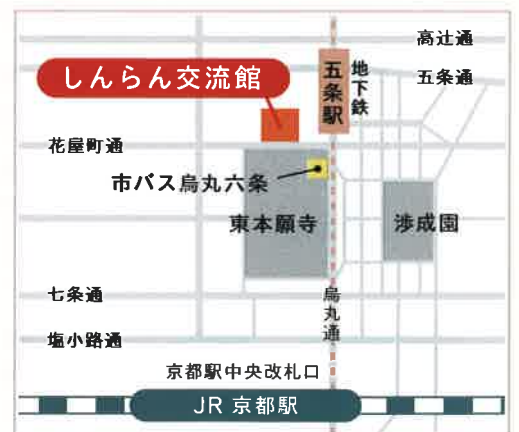 高辻通
しんらん交流館
五条駅
地下鉄
五条通
花屋町通
市バス烏丸六条
東本願寺
渉成園
七条通
烏丸通
塩小路通
京都駅中央改札口
JR 京都駅